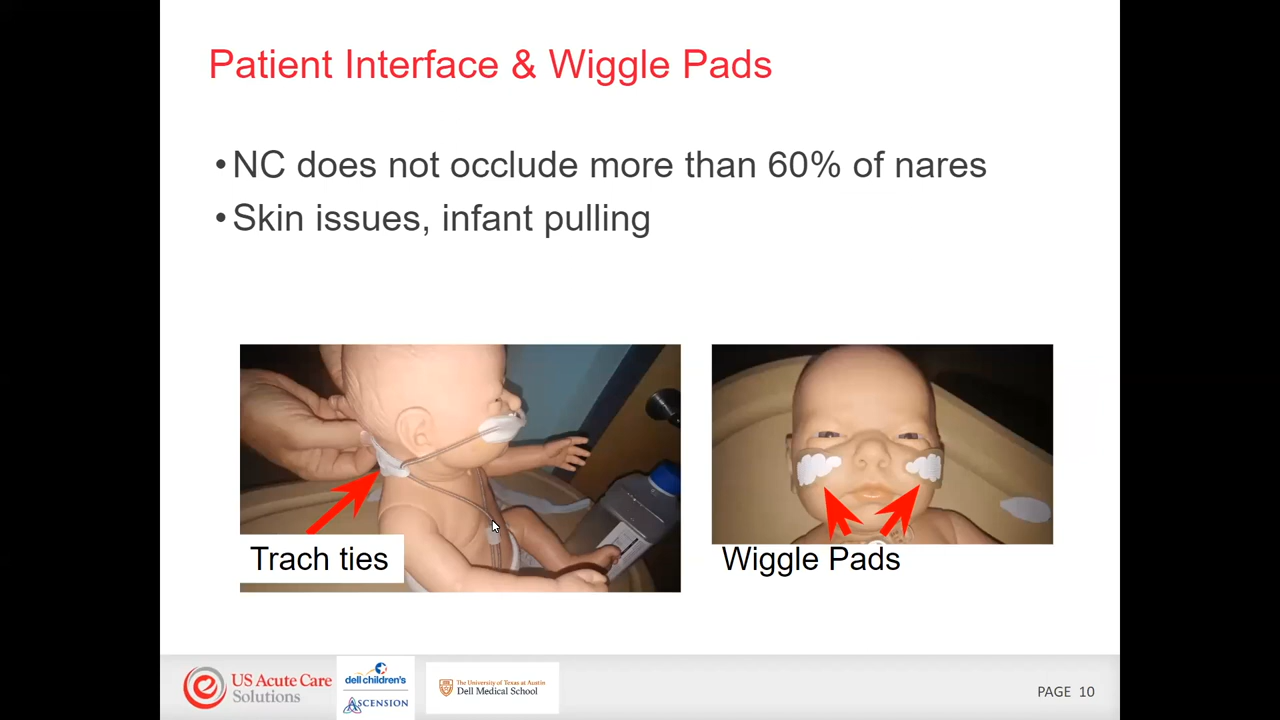 Patient Interface & Wiggle Pads
•NC does not occlude more than 60% of nares
•Skin issues, infant pulling
Trach ties
Wiggle Pads
US Acute Care
Solutions
dell children's
ASCENSION
The University of Texas at Austin
Dell Medical School
PAGE 10